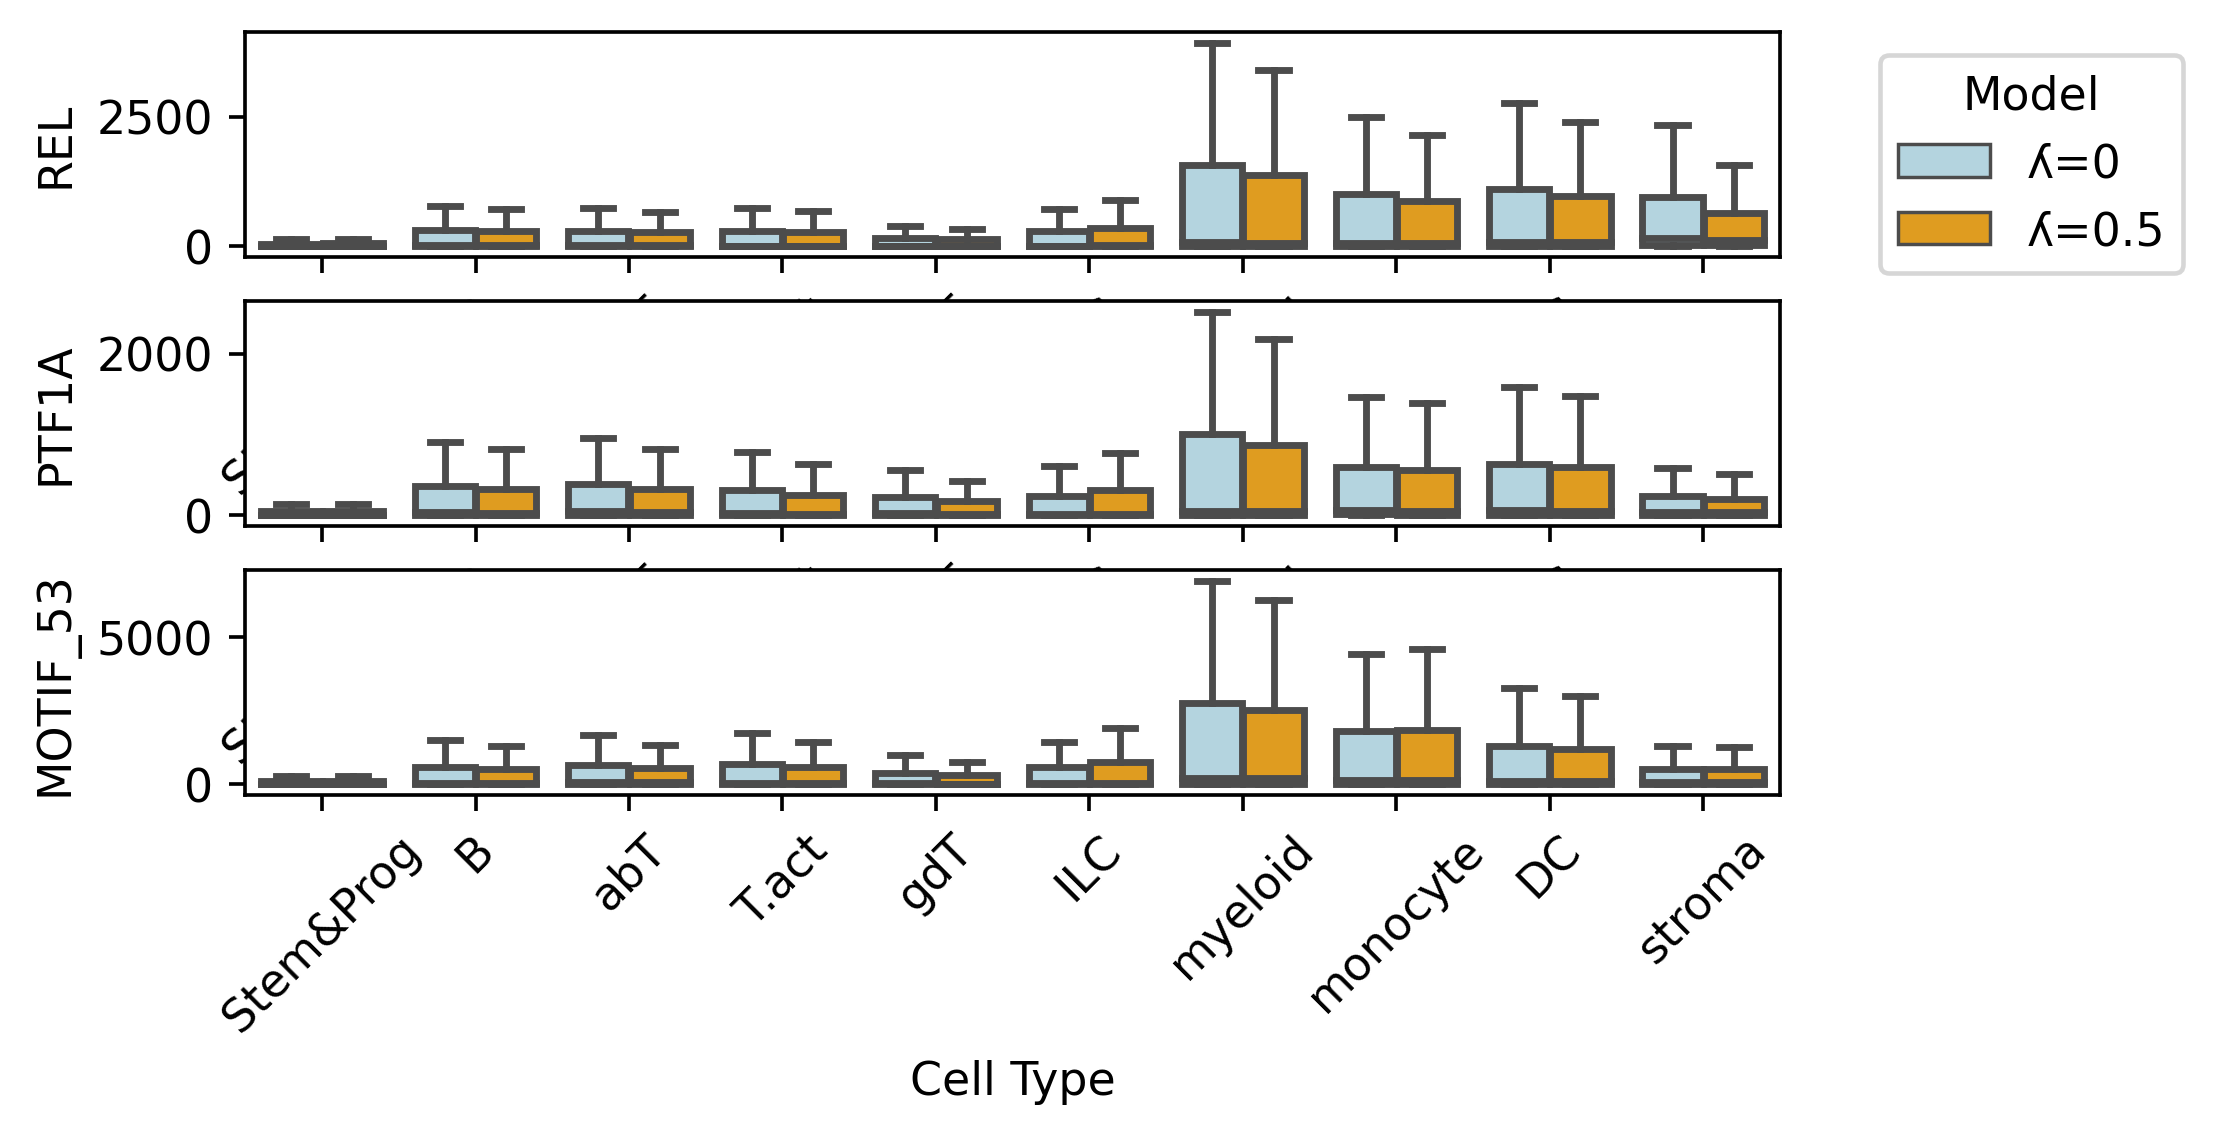 REL
2500
0
Model
ʎ=0
ʎ=0.5
PTF1A
2000
0
MOTIF_53
5000
0
Stem&Prog
B
abT
T.act
gdT
ILC
myeloid
monocyte
DC
stroma
Cell Type